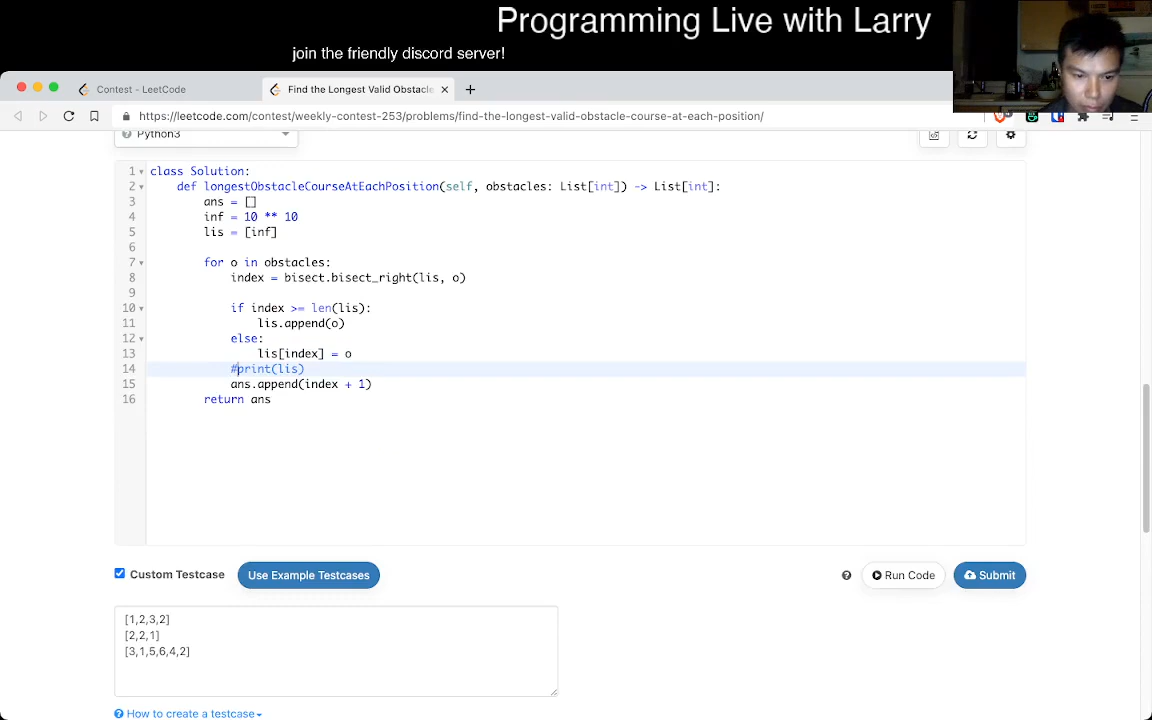 Programming Live with Larry
join the friendly discord server!
Contest - LeetCode
Find the Longest Valid Obstacle
https://leetcode.com/contest/weekly-contest-253/problems/find-the-longest-valid-obstacle-course-at-each-position/
Python3
1 class Solution:
2 def longestObstacleCourseAtEachPosition(self, obstacles: List[int]) -> List[int]:
3 ans = []
4 inf = 10 ** 10
5 lis = [inf]
6
7 for o in obstacles:
8 index = bisect.bisect_right(lis, o)
9
10 if index >= len(lis):
11 lis.append(o)
12 else:
13 lis[index] = o
14 #print(lis)
15 ans.append(index + 1)
16 return ans
Custom Testcase
Use Example Testcases
Run Code
Submit
[1,2,3,2]
[2,2,1]
[3,1,5,6,4,2]
How to create a testcase